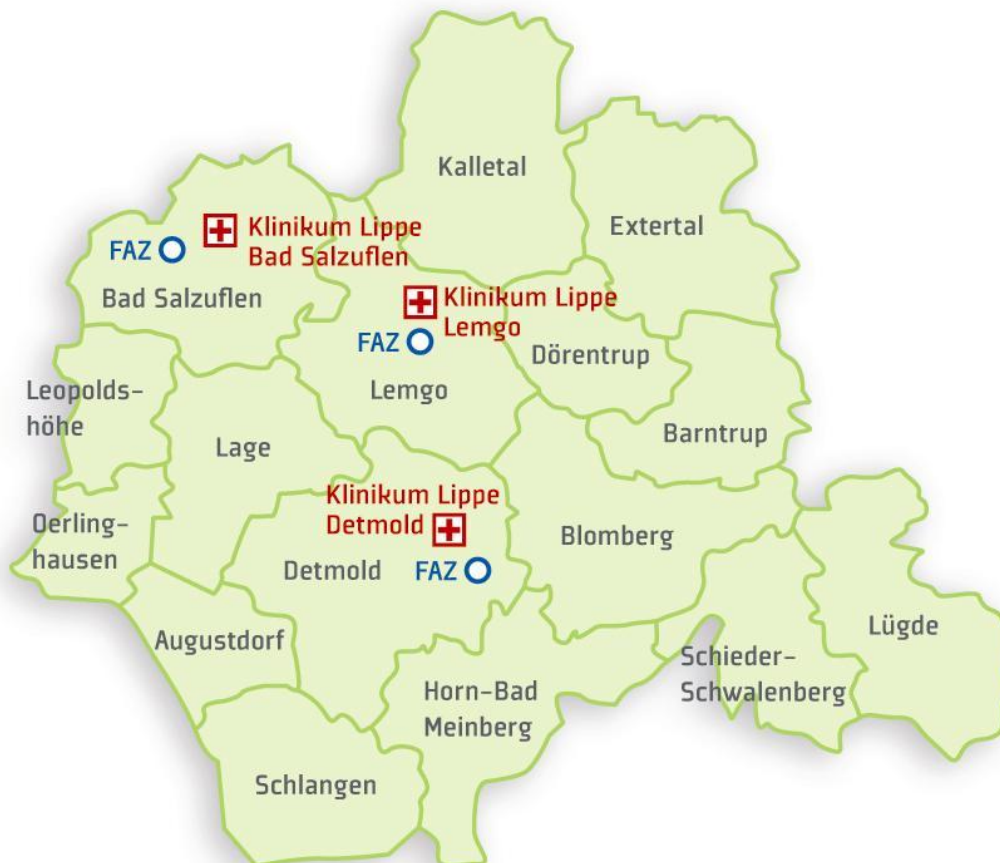 Kalletal
Extertal
Klinikum Lippe
Bad Salzuflen
FAZ
Bad Salzuflen
Klinikum Lippe
Lemgo
FAZ
Dörentrup
Lemgo
Leopolds-
höhe
Lage
Barntrup
Klinikum Lippe
Detmold
Oerling-
hausen
Blomberg
Detmold
FAZ
Augustdorf
Lügde
Schieder-
Schwalenberg
Horn-Bad
Meinberg
Schlangen